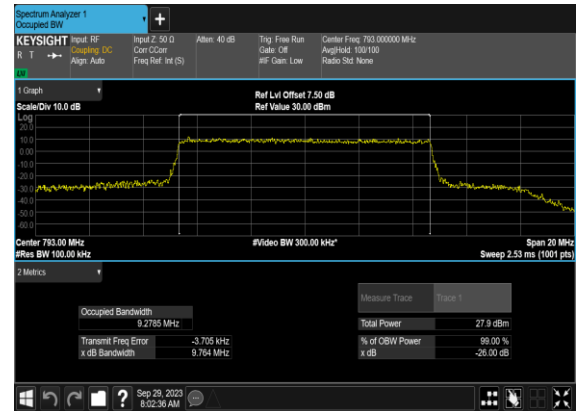 Spectrum Analyzer 1
Occupied BW
KEYSIGHT
R T
LXI
Input: RF
Coupling: DC
Align: Auto
Input Z: 50 Ω
Corr CCorr
Freq Ref: Int (S)
Atten: 40 dB
Trig: Free Run
Gate: Off
#IF Gain: Low
Center Freq: 793.000000 MHz
Avg|Hold: 100/100
Radio Std: None
1 Graph
Scale/Div 10.0 dB
Ref Lvl Offset 7.50 dB
Ref Value 30.00 dBm
Log
20.0
10.0
0.00
-10.0
-20.0
-30.0
-40.0
-50.0
-60.0
Center 793.00 MHz
#Res BW 100.00 kHz
#Video BW 300.00 kHz*
Span 20 MHz
Sweep 2.53 ms (1001 pts)
2 Metrics
Measure Trace Trace 1
Occupied Bandwidth
9.2785 MHz
Total Power 27.9 dBm
Transmit Freq Error -3.705 kHz
% of OBW Power 99.00 %
x dB Bandwidth 9.764 MHz
x dB -26.00 dB
Sep 29, 2023
8:02:36 AM